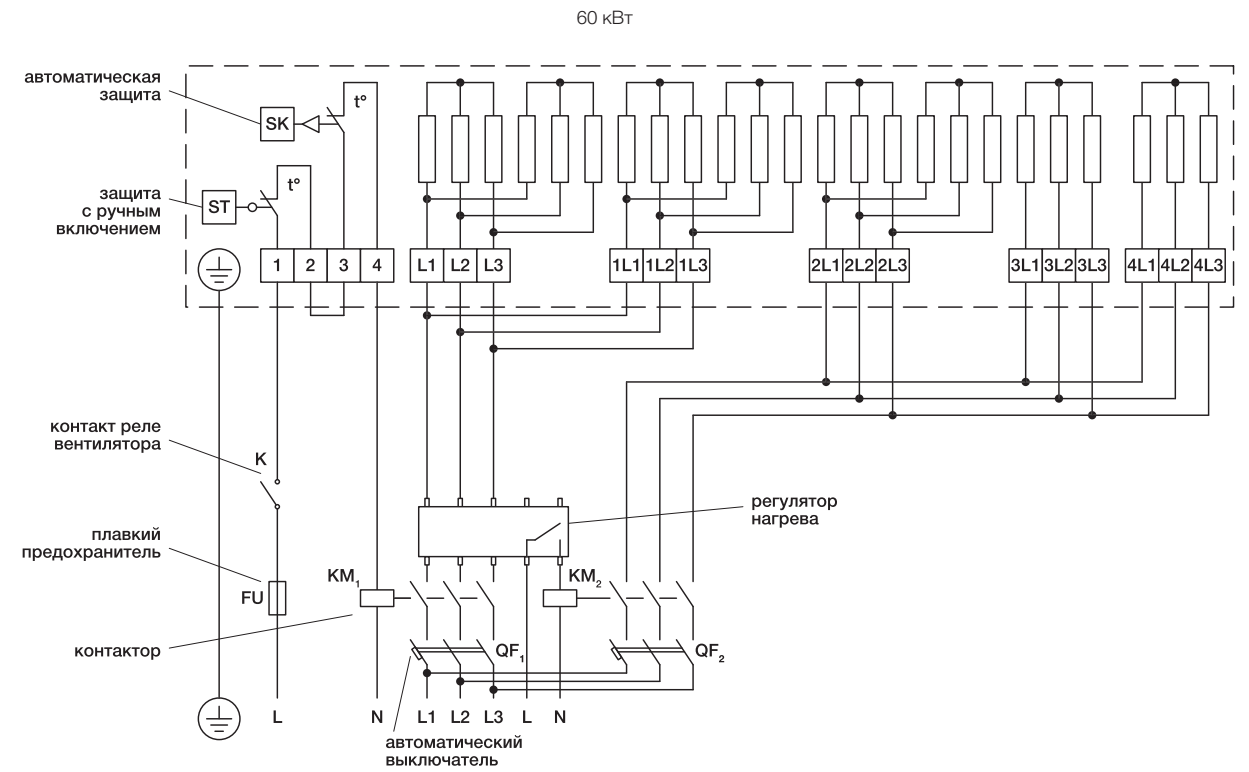 60 кВт
автоматическая
защита
SK
t°
защита
с ручным
включением
ST
t°
1 2 3 4
L1 L2 L3
1L1 1L2 1L3
2L1 2L2 2L3
3L1 3L2 3L3
4L1 4L2 4L3
контакт реле
вентилятора
K
регулятор
нагрева
плавкий
предохранитель
FU
KM1
KM2
контактор
QF1
QF2
L N L1 L2 L3 L N
автоматический
выключатель